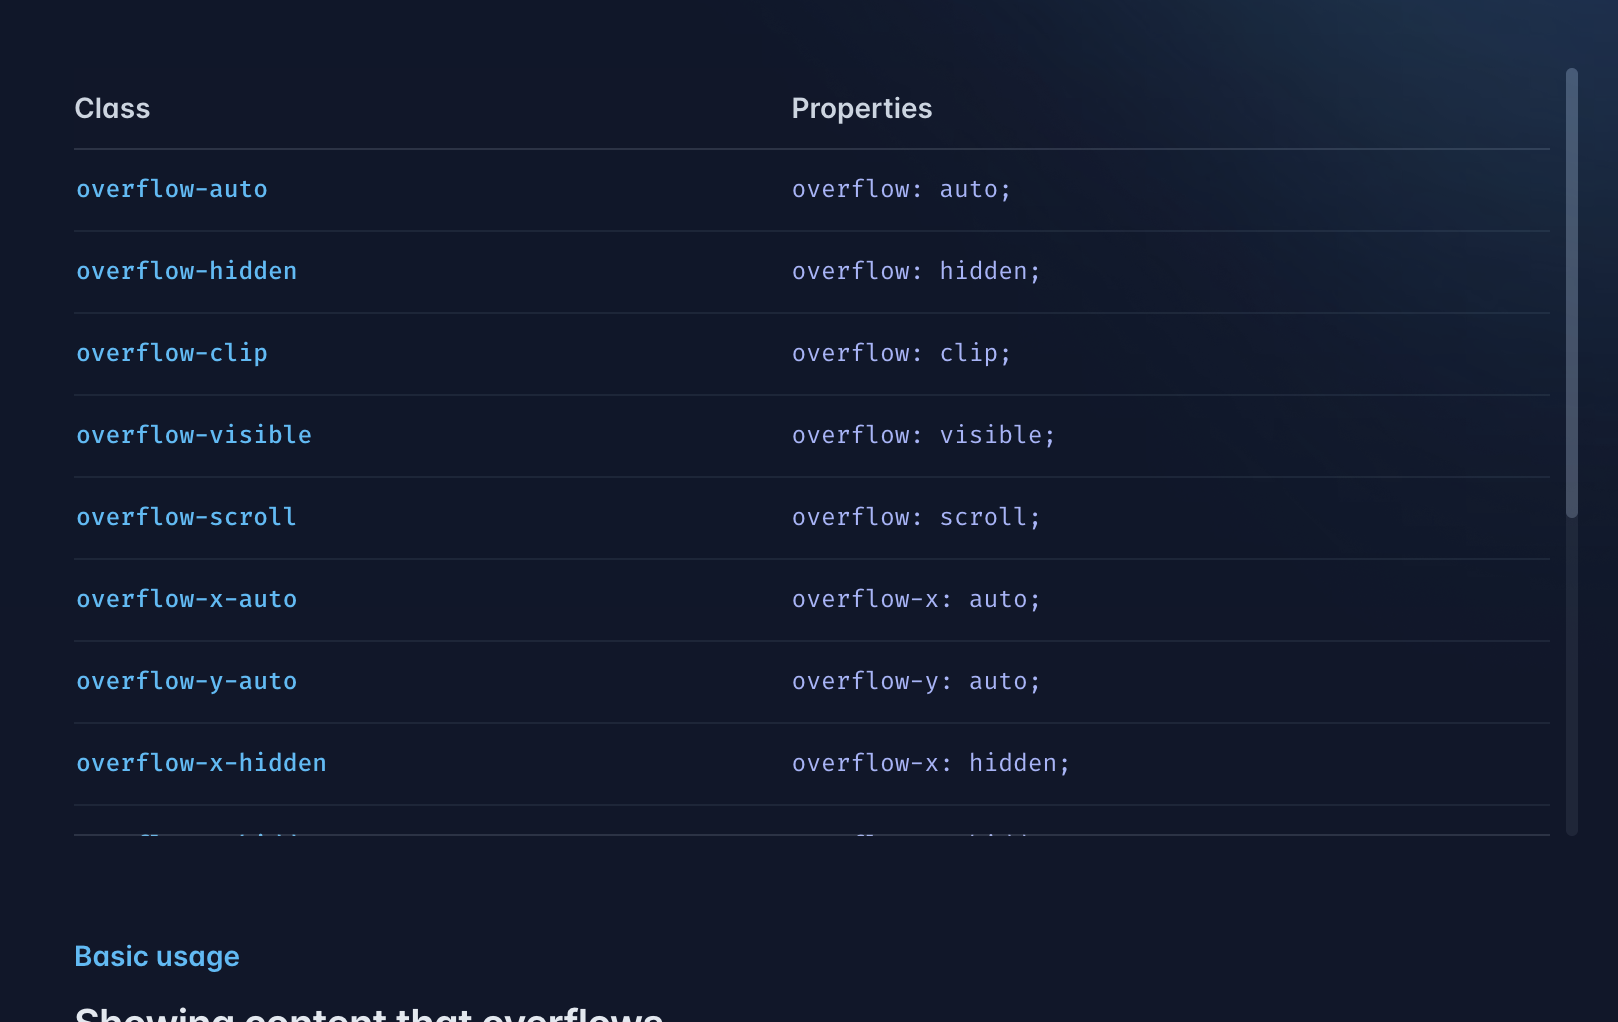 Class Properties
overflow-auto overflow: auto;
overflow-hidden overflow: hidden;
overflow-clip overflow: clip;
overflow-visible overflow: visible;
overflow-scroll overflow: scroll;
overflow-x-auto overflow-x: auto;
overflow-y-auto overflow-y: auto;
overflow-x-hidden overflow-x: hidden;
Basic usage
Showing content that overflows